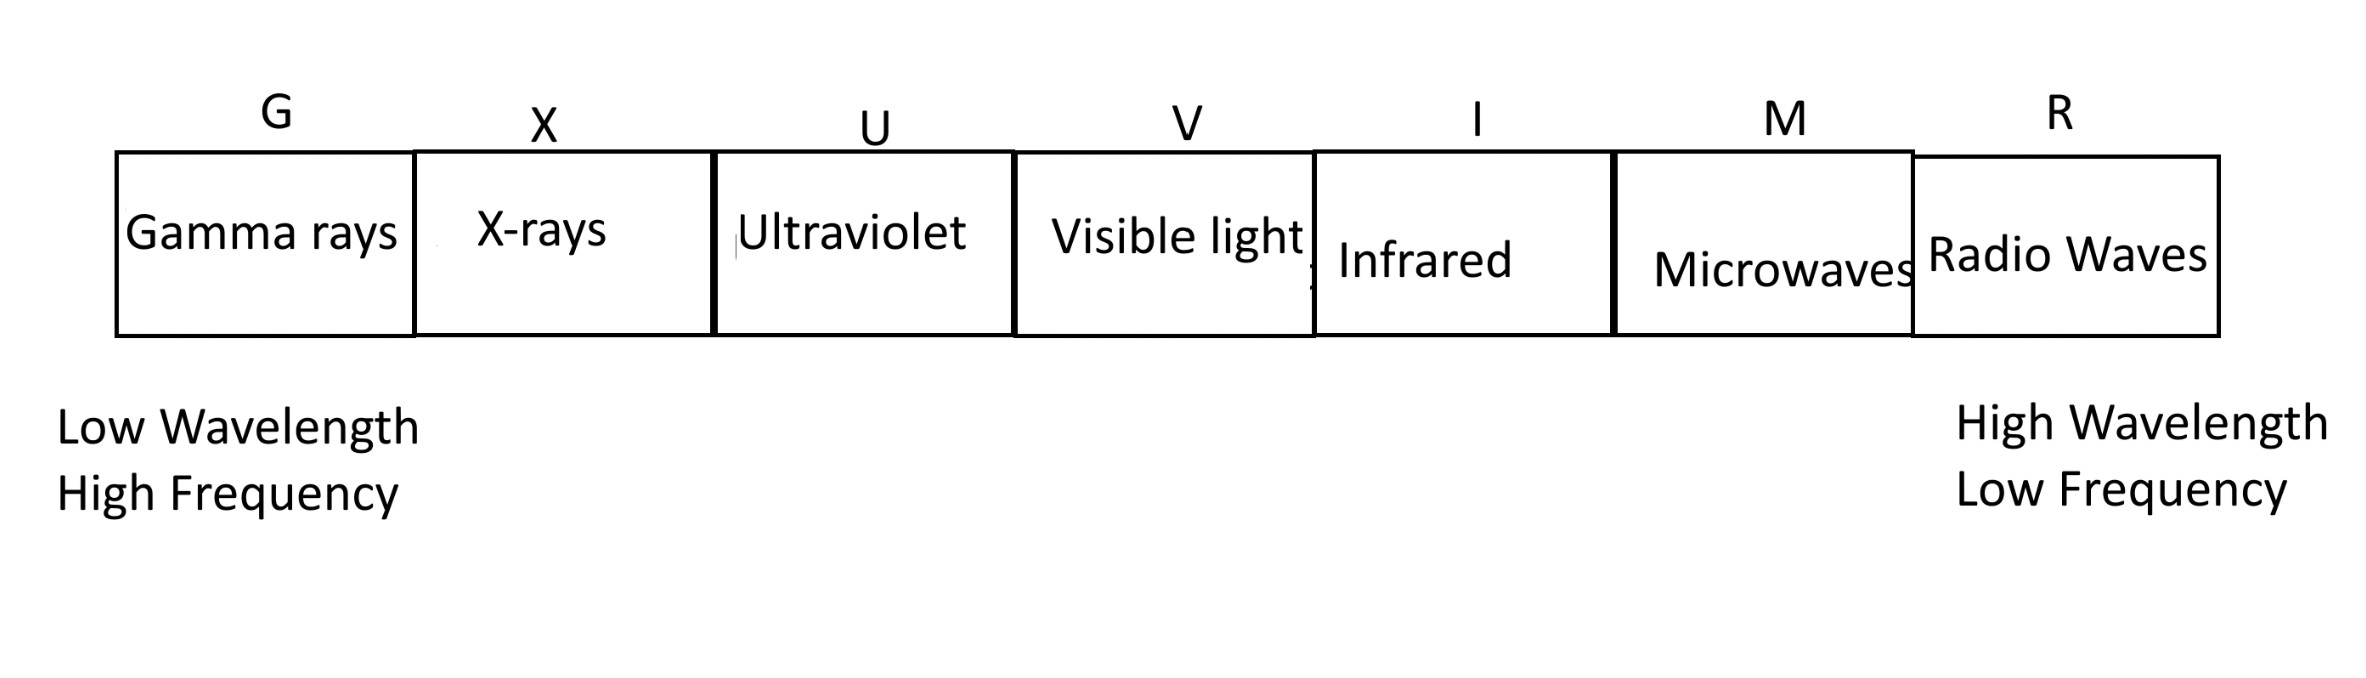 G X U V I M R
Gamma rays X-rays Ultraviolet Visible light Infrared Microwaves Radio Waves
Low Wavelength High Wavelength
High Frequency Low Frequency